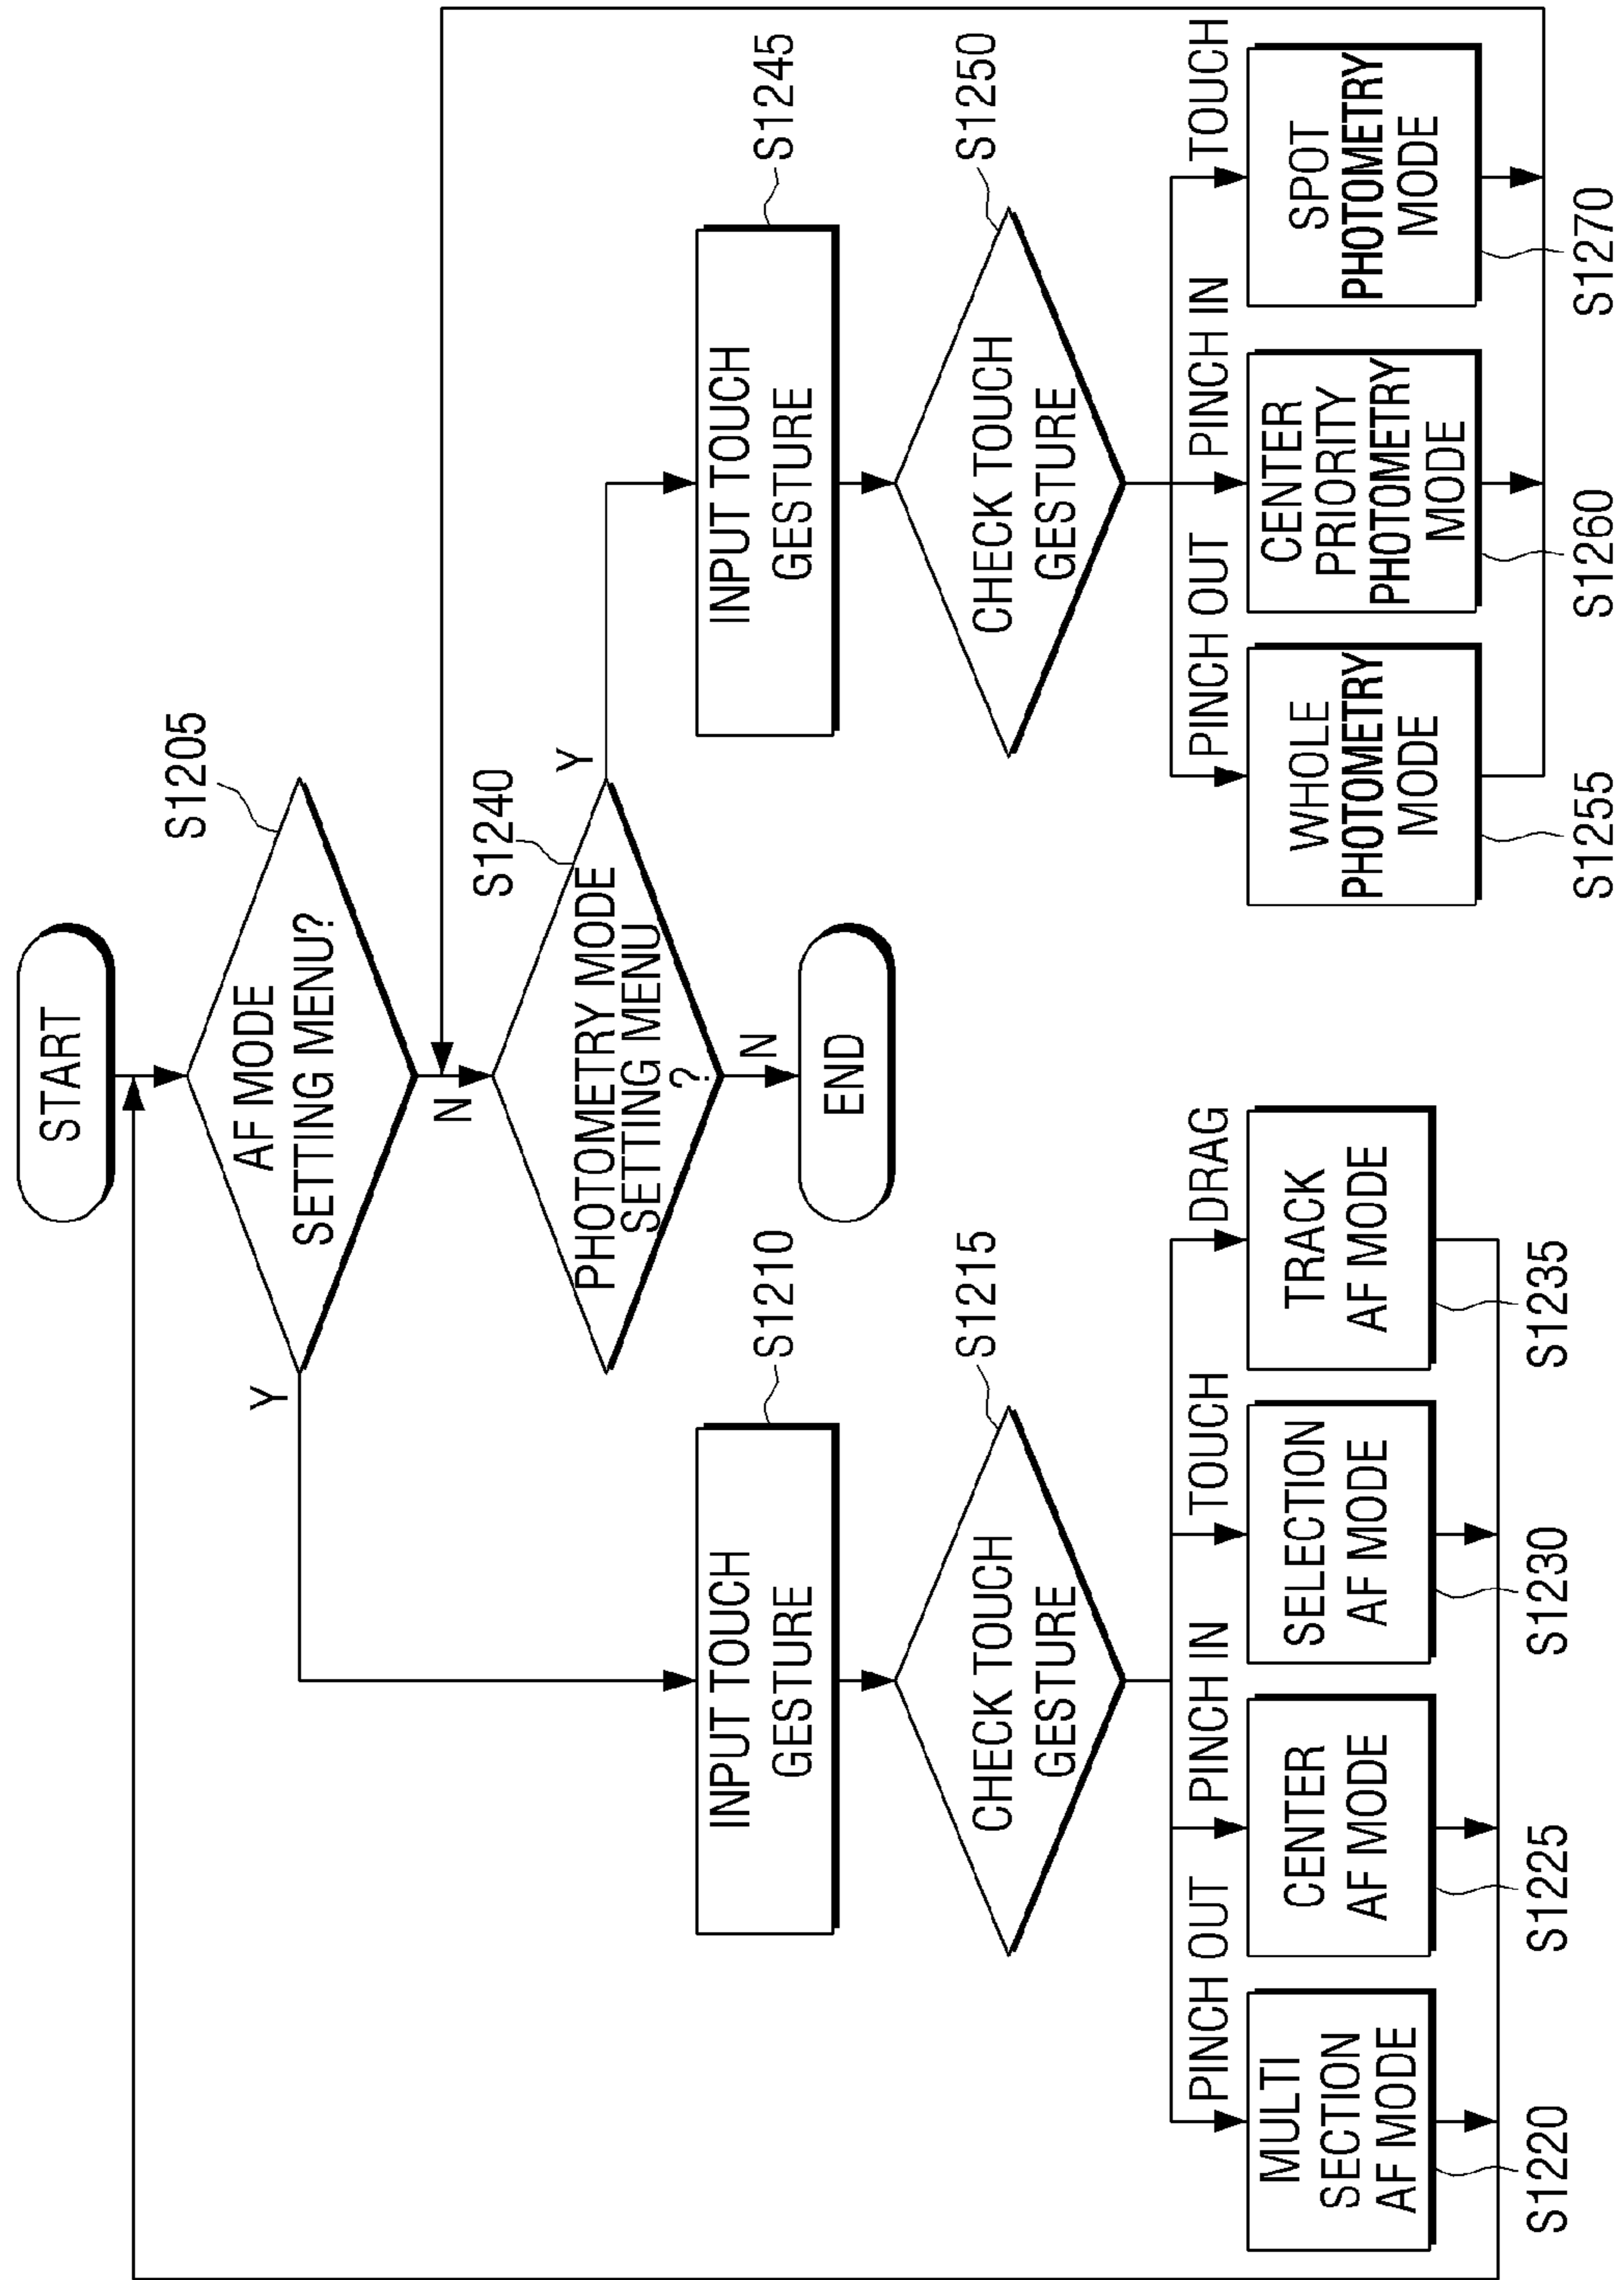 START
S1205
AF MODE
SETTING MENU?
Y
N
S1240
PHOTOMETRY MODE
SETTING MENU
?
Y
N
END
S1210
INPUT TOUCH
GESTURE
S1215
CHECK TOUCH
GESTURE
PINCH OUT
PINCH IN
TOUCH
DRAG
MULTI
SECTION
AF MODE
CENTER
AF MODE
SELECTION
AF MODE
TRACK
AF MODE
S1220
S1225
S1230
S1235
S1245
INPUT TOUCH
GESTURE
S1250
CHECK TOUCH
GESTURE
PINCH OUT
PINCH IN
TOUCH
WHOLE
PHOTOMETRY
MODE
CENTER
PRIORITY
PHOTOMETRY
MODE
SPOT
PHOTOMETRY
MODE
S1255
S1260
S1270